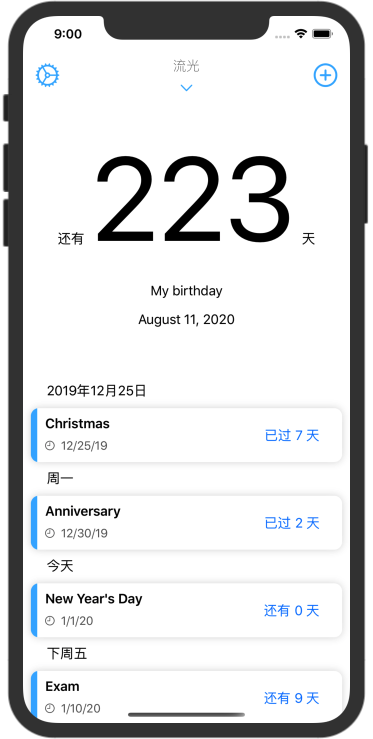 9:00
流光
还有 223 天
My birthday
August 11, 2020
2019年12月25日
Christmas
已过 7 天
12/25/19
周一
Anniversary
已过 2 天
12/30/19
今天
New Year's Day
还有 0 天
1/1/20
下周五
Exam
还有 9 天
1/10/20